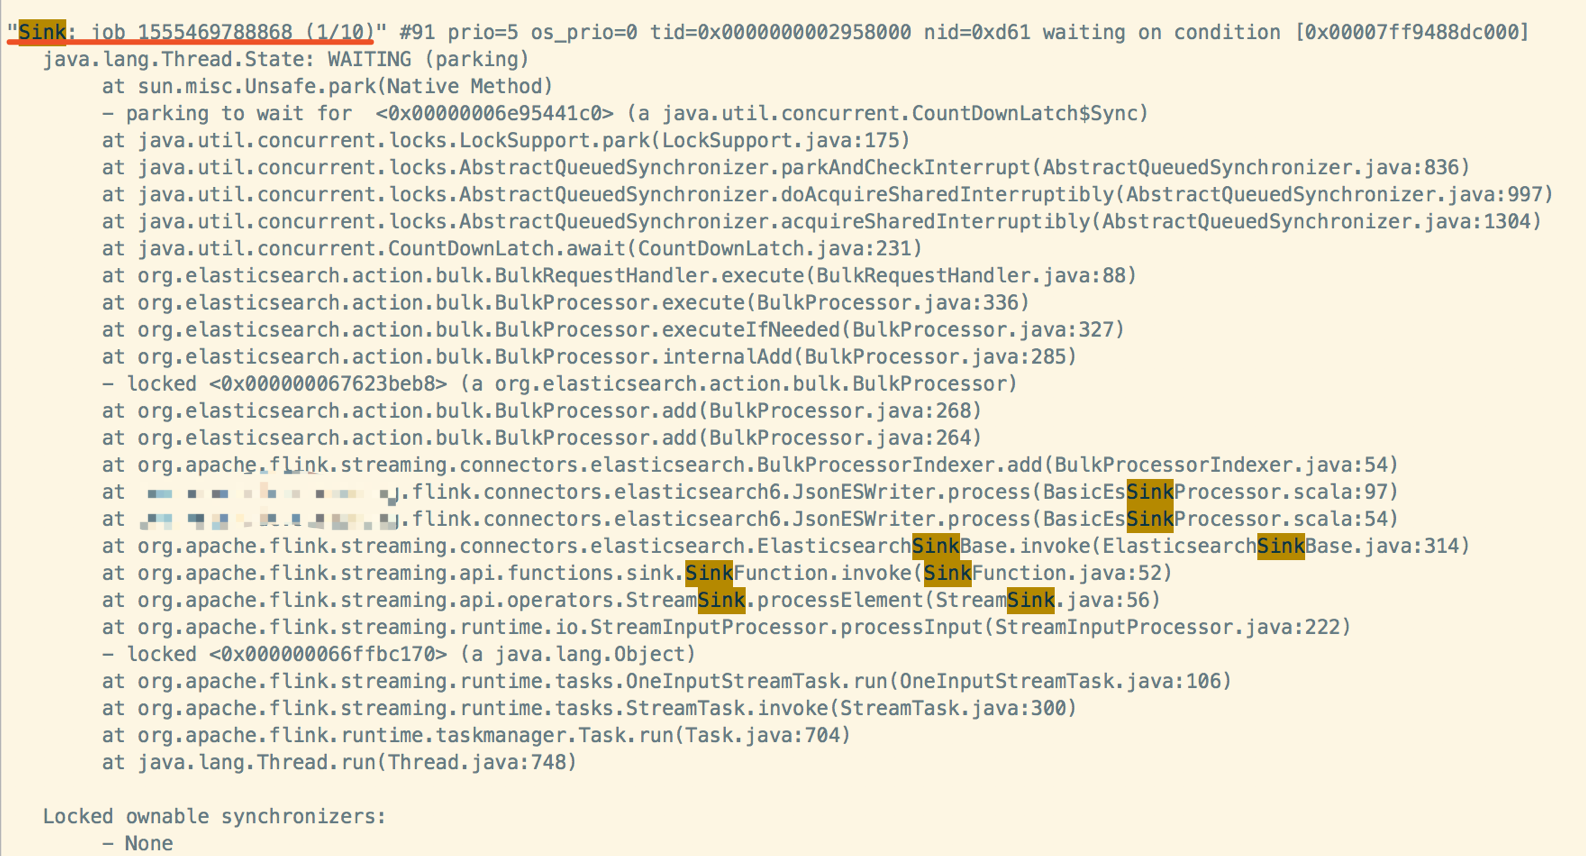 "Sink: job 1555469788868 (1/10)" #91 prio=5 os_prio=0 tid=0x0000000002958000 nid=0xd61 waiting on condition [0x00007ff9488dc000]
java.lang.Thread.State: WAITING (parking)
at sun.misc.Unsafe.park(Native Method)
- parking to wait for <0x00000006e95441c0> (a java.util.concurrent.CountDownLatch$Sync)
at java.util.concurrent.locks.LockSupport.park(LockSupport.java:175)
at java.util.concurrent.locks.AbstractQueuedSynchronizer.parkAndCheckInterrupt(AbstractQueuedSynchronizer.java:836)
at java.util.concurrent.locks.AbstractQueuedSynchronizer.doAcquireSharedInterruptibly(AbstractQueuedSynchronizer.java:997)
at java.util.concurrent.locks.AbstractQueuedSynchronizer.acquireSharedInterruptibly(AbstractQueuedSynchronizer.java:1304)
at java.util.concurrent.CountDownLatch.await(CountDownLatch.java:231)
at org.elasticsearch.action.bulk.BulkRequestHandler.execute(BulkRequestHandler.java:88)
at org.elasticsearch.action.bulk.BulkProcessor.execute(BulkProcessor.java:336)
at org.elasticsearch.action.bulk.BulkProcessor.executeIfNeeded(BulkProcessor.java:327)
at org.elasticsearch.action.bulk.BulkProcessor.internalAdd(BulkProcessor.java:285)
- locked <0x000000067623beb8> (a org.elasticsearch.action.bulk.BulkProcessor)
at org.elasticsearch.action.bulk.BulkProcessor.add(BulkProcessor.java:268)
at org.elasticsearch.action.bulk.BulkProcessor.add(BulkProcessor.java:264)
at org.apache.flink.streaming.connectors.elasticsearch.BulkProcessorIndexer.add(BulkProcessorIndexer.java:54)
at .flink.connectors.elasticsearch6.JsonESWriter.process(BasicEsSinkProcessor.scala:97)
at .flink.connectors.elasticsearch6.JsonESWriter.process(BasicEsSinkProcessor.scala:54)
at org.apache.flink.streaming.connectors.elasticsearch.ElasticsearchSinkBase.invoke(ElasticsearchSinkBase.java:314)
at org.apache.flink.streaming.api.functions.sink.SinkFunction.invoke(SinkFunction.java:52)
at org.apache.flink.streaming.api.operators.StreamSink.processElement(StreamSink.java:56)
at org.apache.flink.streaming.runtime.io.StreamInputProcessor.processInput(StreamInputProcessor.java:222)
- locked <0x000000066ffbc170> (a java.lang.Object)
at org.apache.flink.streaming.runtime.tasks.OneInputStreamTask.run(OneInputStreamTask.java:106)
at org.apache.flink.streaming.runtime.tasks.StreamTask.invoke(StreamTask.java:300)
at org.apache.flink.runtime.taskmanager.Task.run(Task.java:704)
at java.lang.Thread.run(Thread.java:748)
Locked ownable synchronizers:
- None